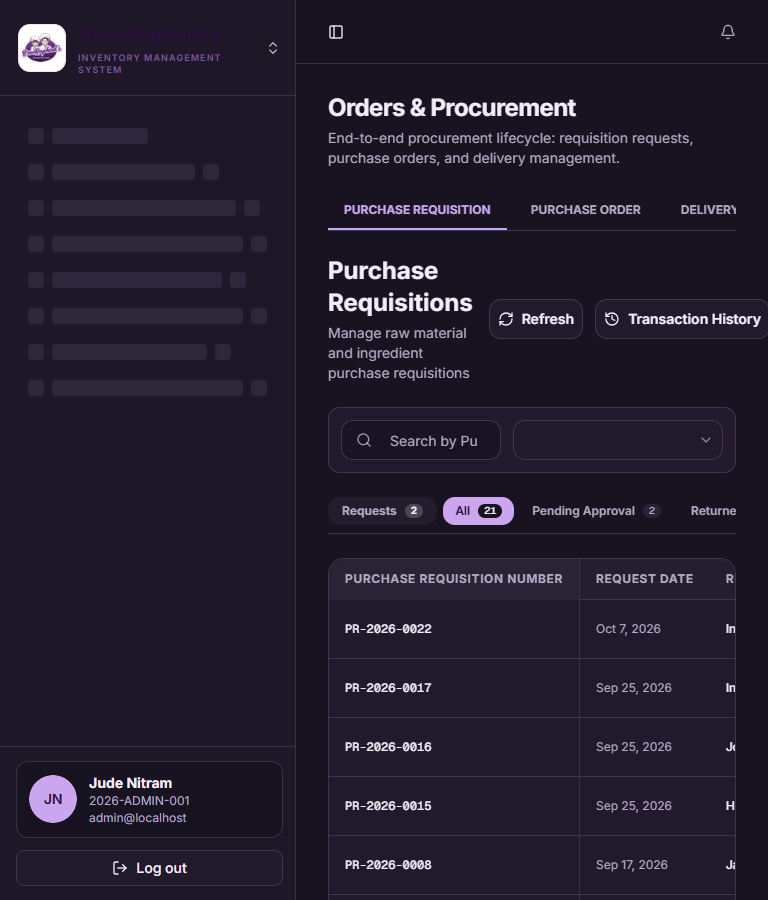 INVENTORY MANAGEMENT
SYSTEM
Orders & Procurement
End-to-end procurement lifecycle: requisition requests,
purchase orders, and delivery management.
PURCHASE REQUISITION
PURCHASE ORDER
DELIVERY
Purchase
Requisitions
Manage raw material
and ingredient
purchase requisitions
Refresh
Transaction History
Search by Pu
Requests 2
All 21
Pending Approval 2
Returne
PURCHASE REQUISITION NUMBER
REQUEST DATE
R
PR-2026-0022
Oct 7, 2026
In
PR-2026-0017
Sep 25, 2026
In
PR-2026-0016
Sep 25, 2026
PR-2026-0015
Sep 25, 2026
H
PR-2026-0008
Sep 17, 2026
JN
Jude Nitram
2026-ADMIN-001
admin@localhost
Log out